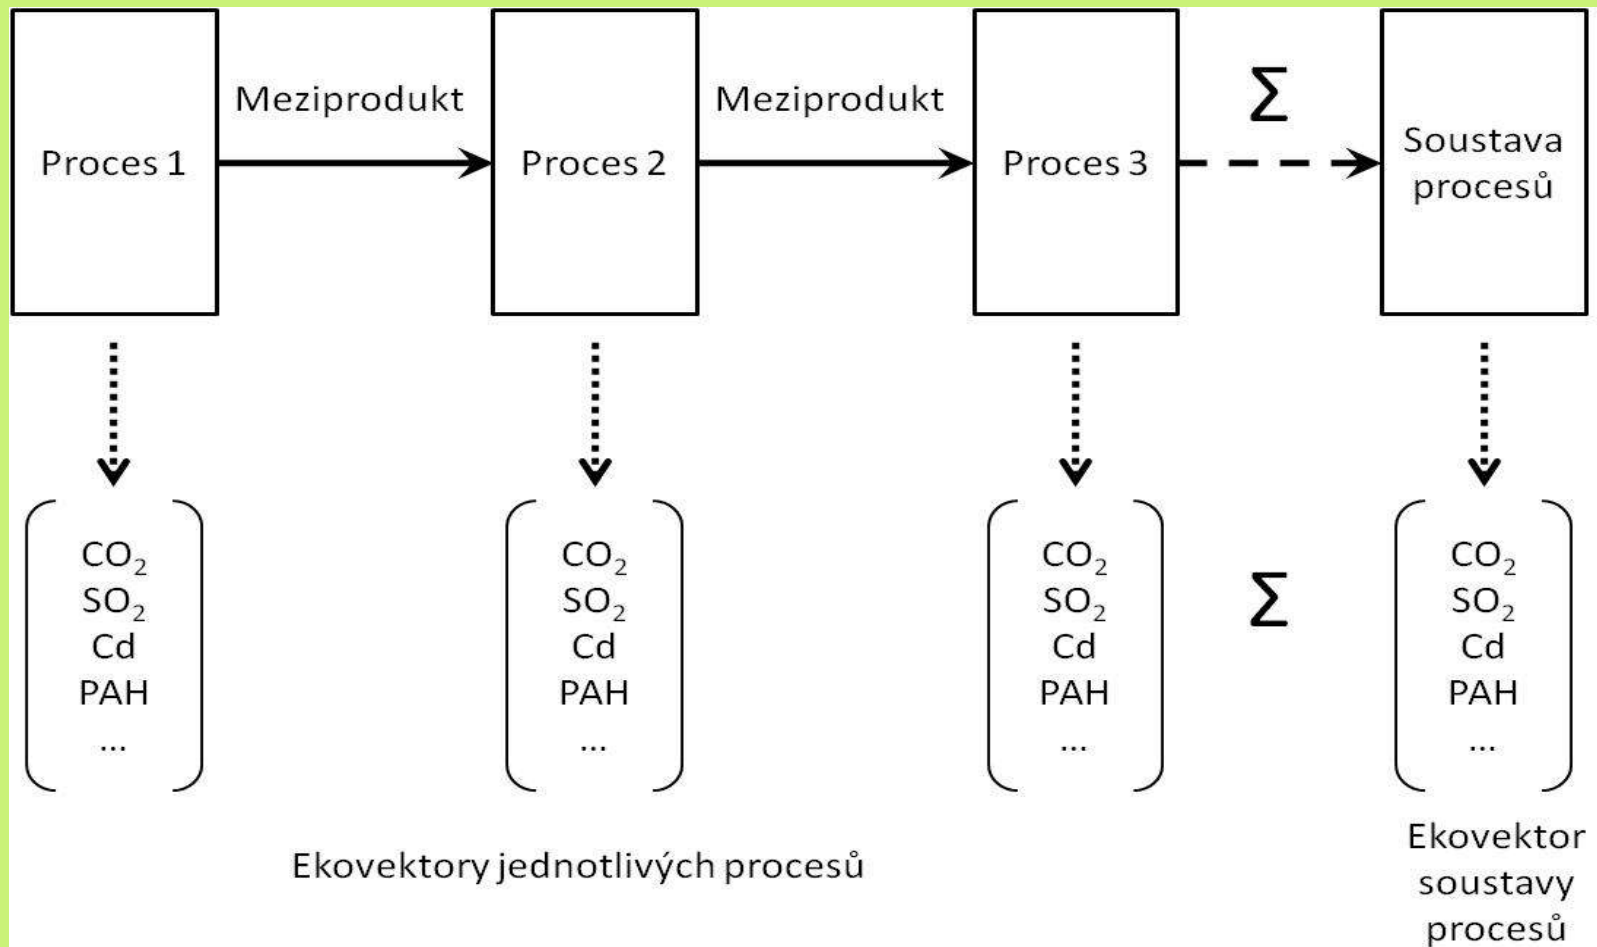 Proces 1
Meziprodukt
Proces 2
Meziprodukt
Proces 3
Σ
Soustava
procesů
CO₂
SO₂
Cd
PAH
...
CO₂
SO₂
Cd
PAH
...
CO₂
SO₂
Cd
PAH
...
Σ
CO₂
SO₂
Cd
PAH
...
Ekovektory jednotlivých procesů
Ekovektor
soustavy
procesů